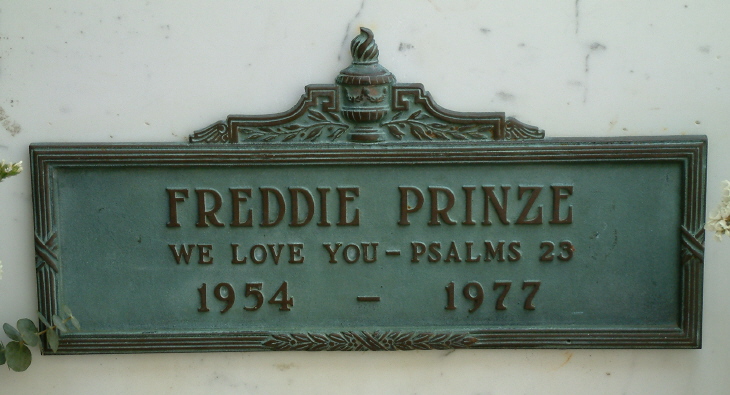 FREDDIE PRINZE
WE LOVE YOU – PSALMS 23
1954 – 1977